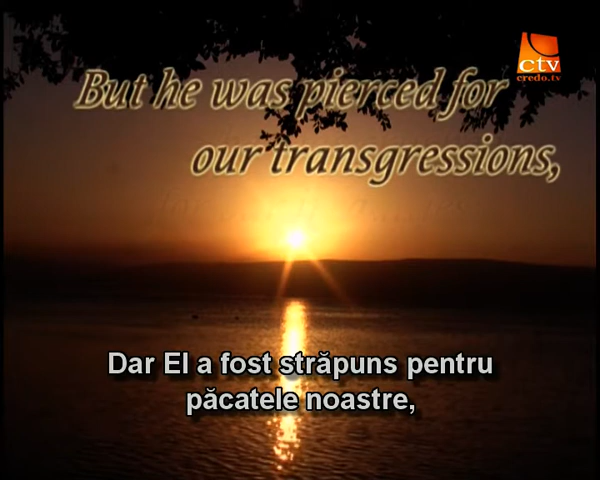 ctv
credo.tv
But he was pierced for
our transgressions,
Dar El a fost străpuns pentru
păcatele noastre,